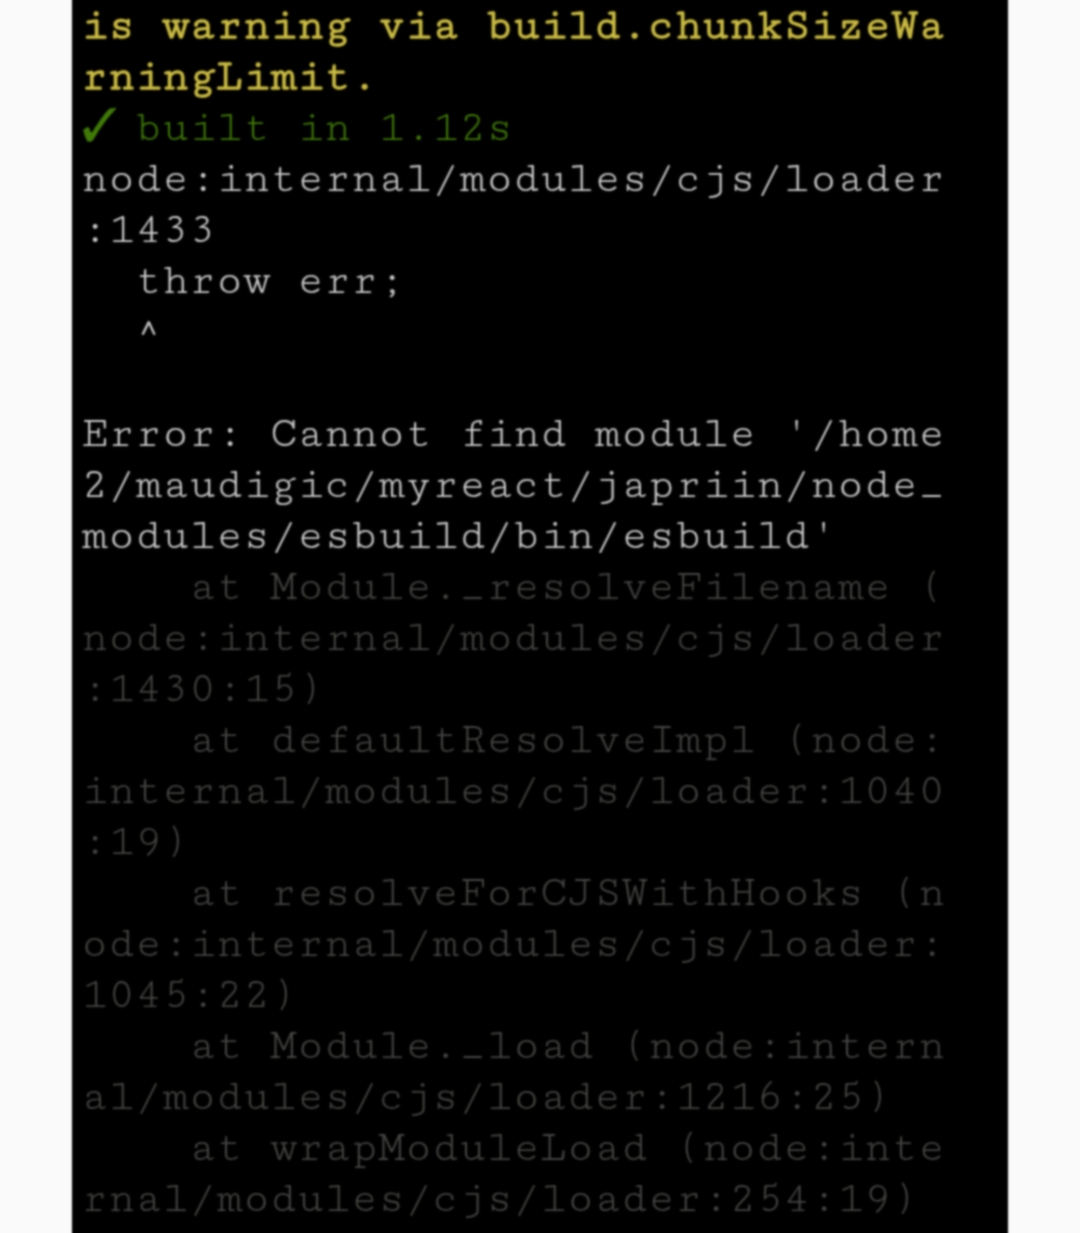 is warning via build.chunkSizeWa
rningLimit.
✓ built in 1.12s
node:internal/modules/cjs/loader
:1433
  throw err;
  ^
Error: Cannot find module '/home
2/maudigic/myreact/japriin/node_
modules/esbuild/bin/esbuild'
    at Module._resolveFilename (
node:internal/modules/cjs/loader
:1430:15)
    at defaultResolveImpl (node:
internal/modules/cjs/loader:1040
:19)
    at resolveForCJSWithHooks (n
ode:internal/modules/cjs/loader:
1045:22)
    at Module._load (node:intern
al/modules/cjs/loader:1216:25)
    at wrapModuleLoad (node:inte
rnal/modules/cjs/loader:254:19)